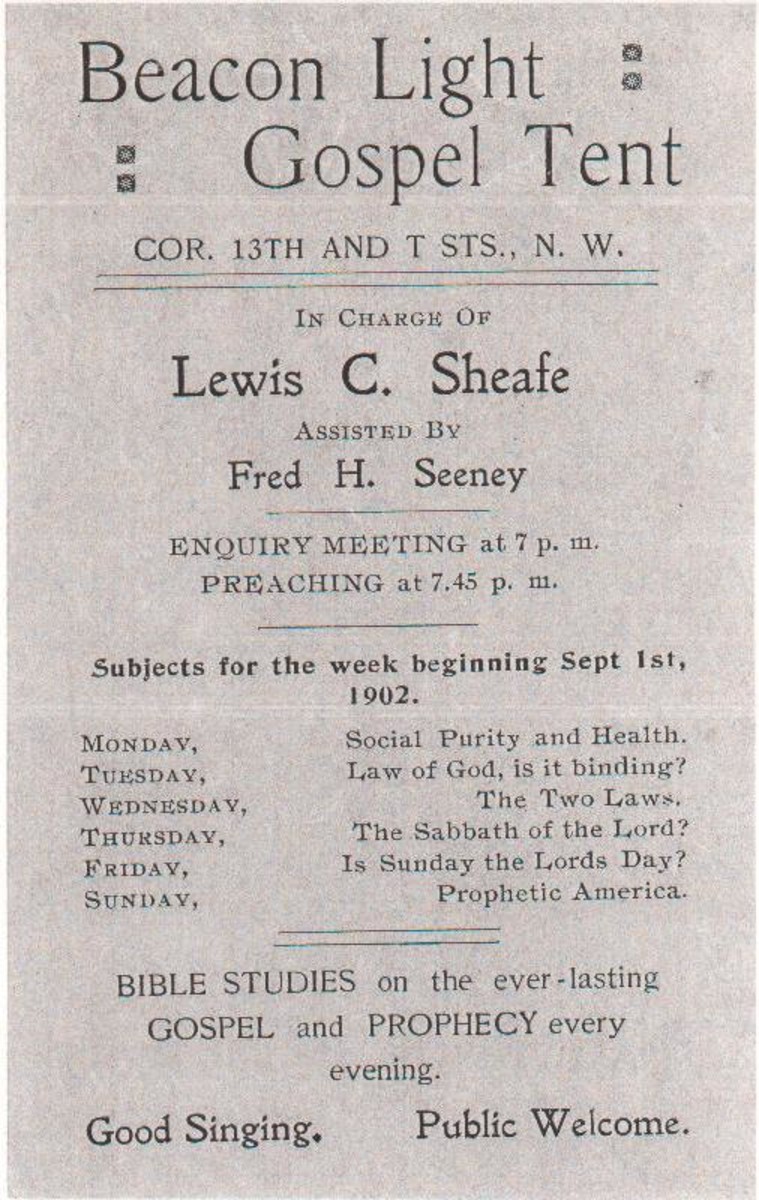 Beacon Light
Gospel Tent
COR. 13TH AND T STS., N. W.
IN CHARGE OF
Lewis C. Sheafe
ASSISTED BY
Fred H. Seeney
ENQUIRY MEETING at 7 p. m.
PREACHING at 7.45 p. m.
Subjects for the week beginning Sept 1st,
1902.
MONDAY, Social Purity and Health.
TUESDAY, Law of God, is it binding?
WEDNESDAY, The Two Laws.
THURSDAY, The Sabbath of the Lord?
FRIDAY, Is Sunday the Lords Day?
SUNDAY, Prophetic America.
BIBLE STUDIES on the ever-lasting
GOSPEL and PROPHECY every
evening.
Good Singing. Public Welcome.